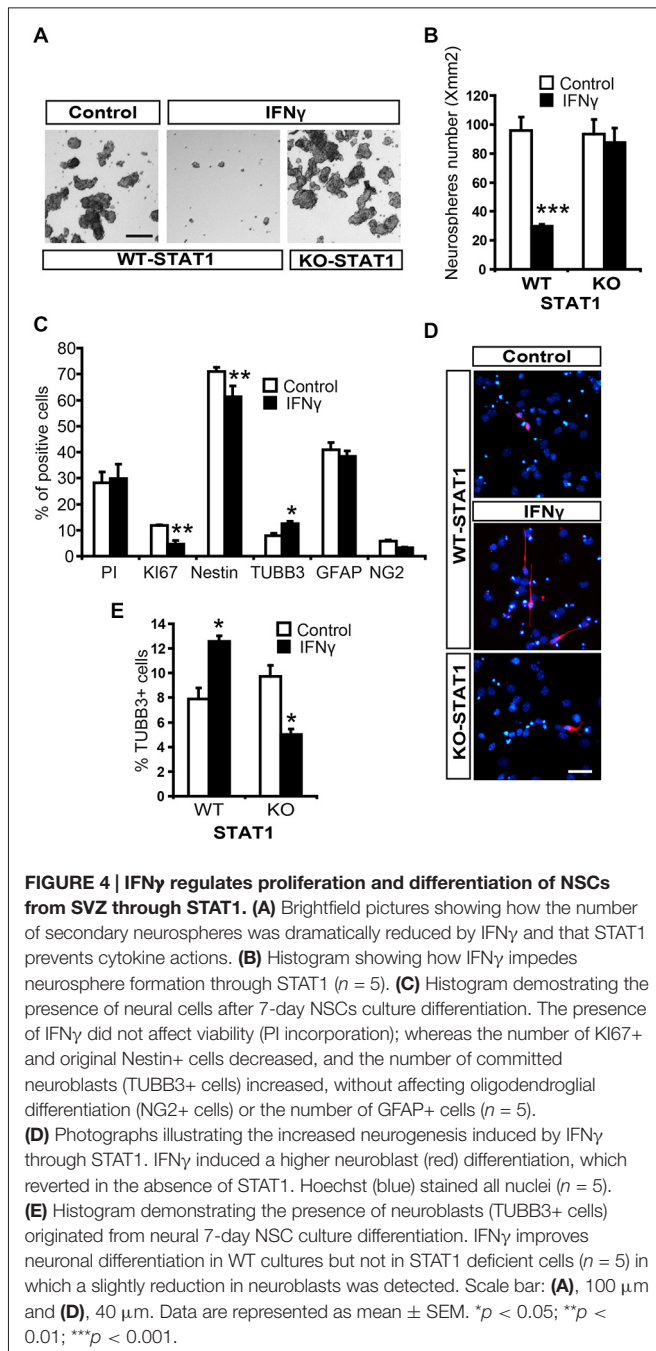 A
Control
IFNγ
WT-STAT1
KO-STAT1
B
Control
IFNγ
Neurospheres number (Xmm2)
120
100
80
60
40
20
0
***
WT
KO
STAT1
C
% of positive cells
80
70
60
50
40
30
20
10
0
Control
IFNγ
**
**
*
PI
KI67
Nestin
TUBB3
GFAP
NG2
D
Control
WT-STAT1
IFNγ
KO-STAT1
E
% TUBB3+ cells
14
12
10
8
6
4
2
0
Control
IFNγ
*
*
WT
KO
STAT1
FIGURE 4 | IFNγ regulates proliferation and differentiation of NSCs
from SVZ through STAT1. (A) Brightfield pictures showing how the number
of secondary neurospheres was dramatically reduced by IFNγ and that STAT1
prevents cytokine actions. (B) Histogram showing how IFNγ impedes
neurosphere formation through STAT1 (n = 5). (C) Histogram demostrating the
presence of neural cells after 7-day NSCs culture differentiation. The presence
of IFNγ did not affect viability (PI incorporation); whereas the number of KI67+
and original Nestin+ cells decreased, and the number of committed
neuroblasts (TUBB3+ cells) increased, without affecting oligodendroglial
differentiation (NG2+ cells) or the number of GFAP+ cells (n = 5).
(D) Photographs illustrating the increased neurogenesis induced by IFNγ
through STAT1. IFNγ induced a higher neuroblast (red) differentiation, which
reverted in the absence of STAT1. Hoechst (blue) stained all nuclei (n = 5).
(E) Histogram demonstrating the presence of neuroblasts (TUBB3+ cells)
originated from neural 7-day NSC culture differentiation. IFNγ improves
neuronal differentiation in WT cultures but not in STAT1 deficient cells (n = 5) in
which a slightly reduction in neuroblasts was detected. Scale bar: (A), 100 μm
and (D), 40 μm. Data are represented as mean ± SEM. *p < 0.05; **p <
0.01; ***p < 0.001.